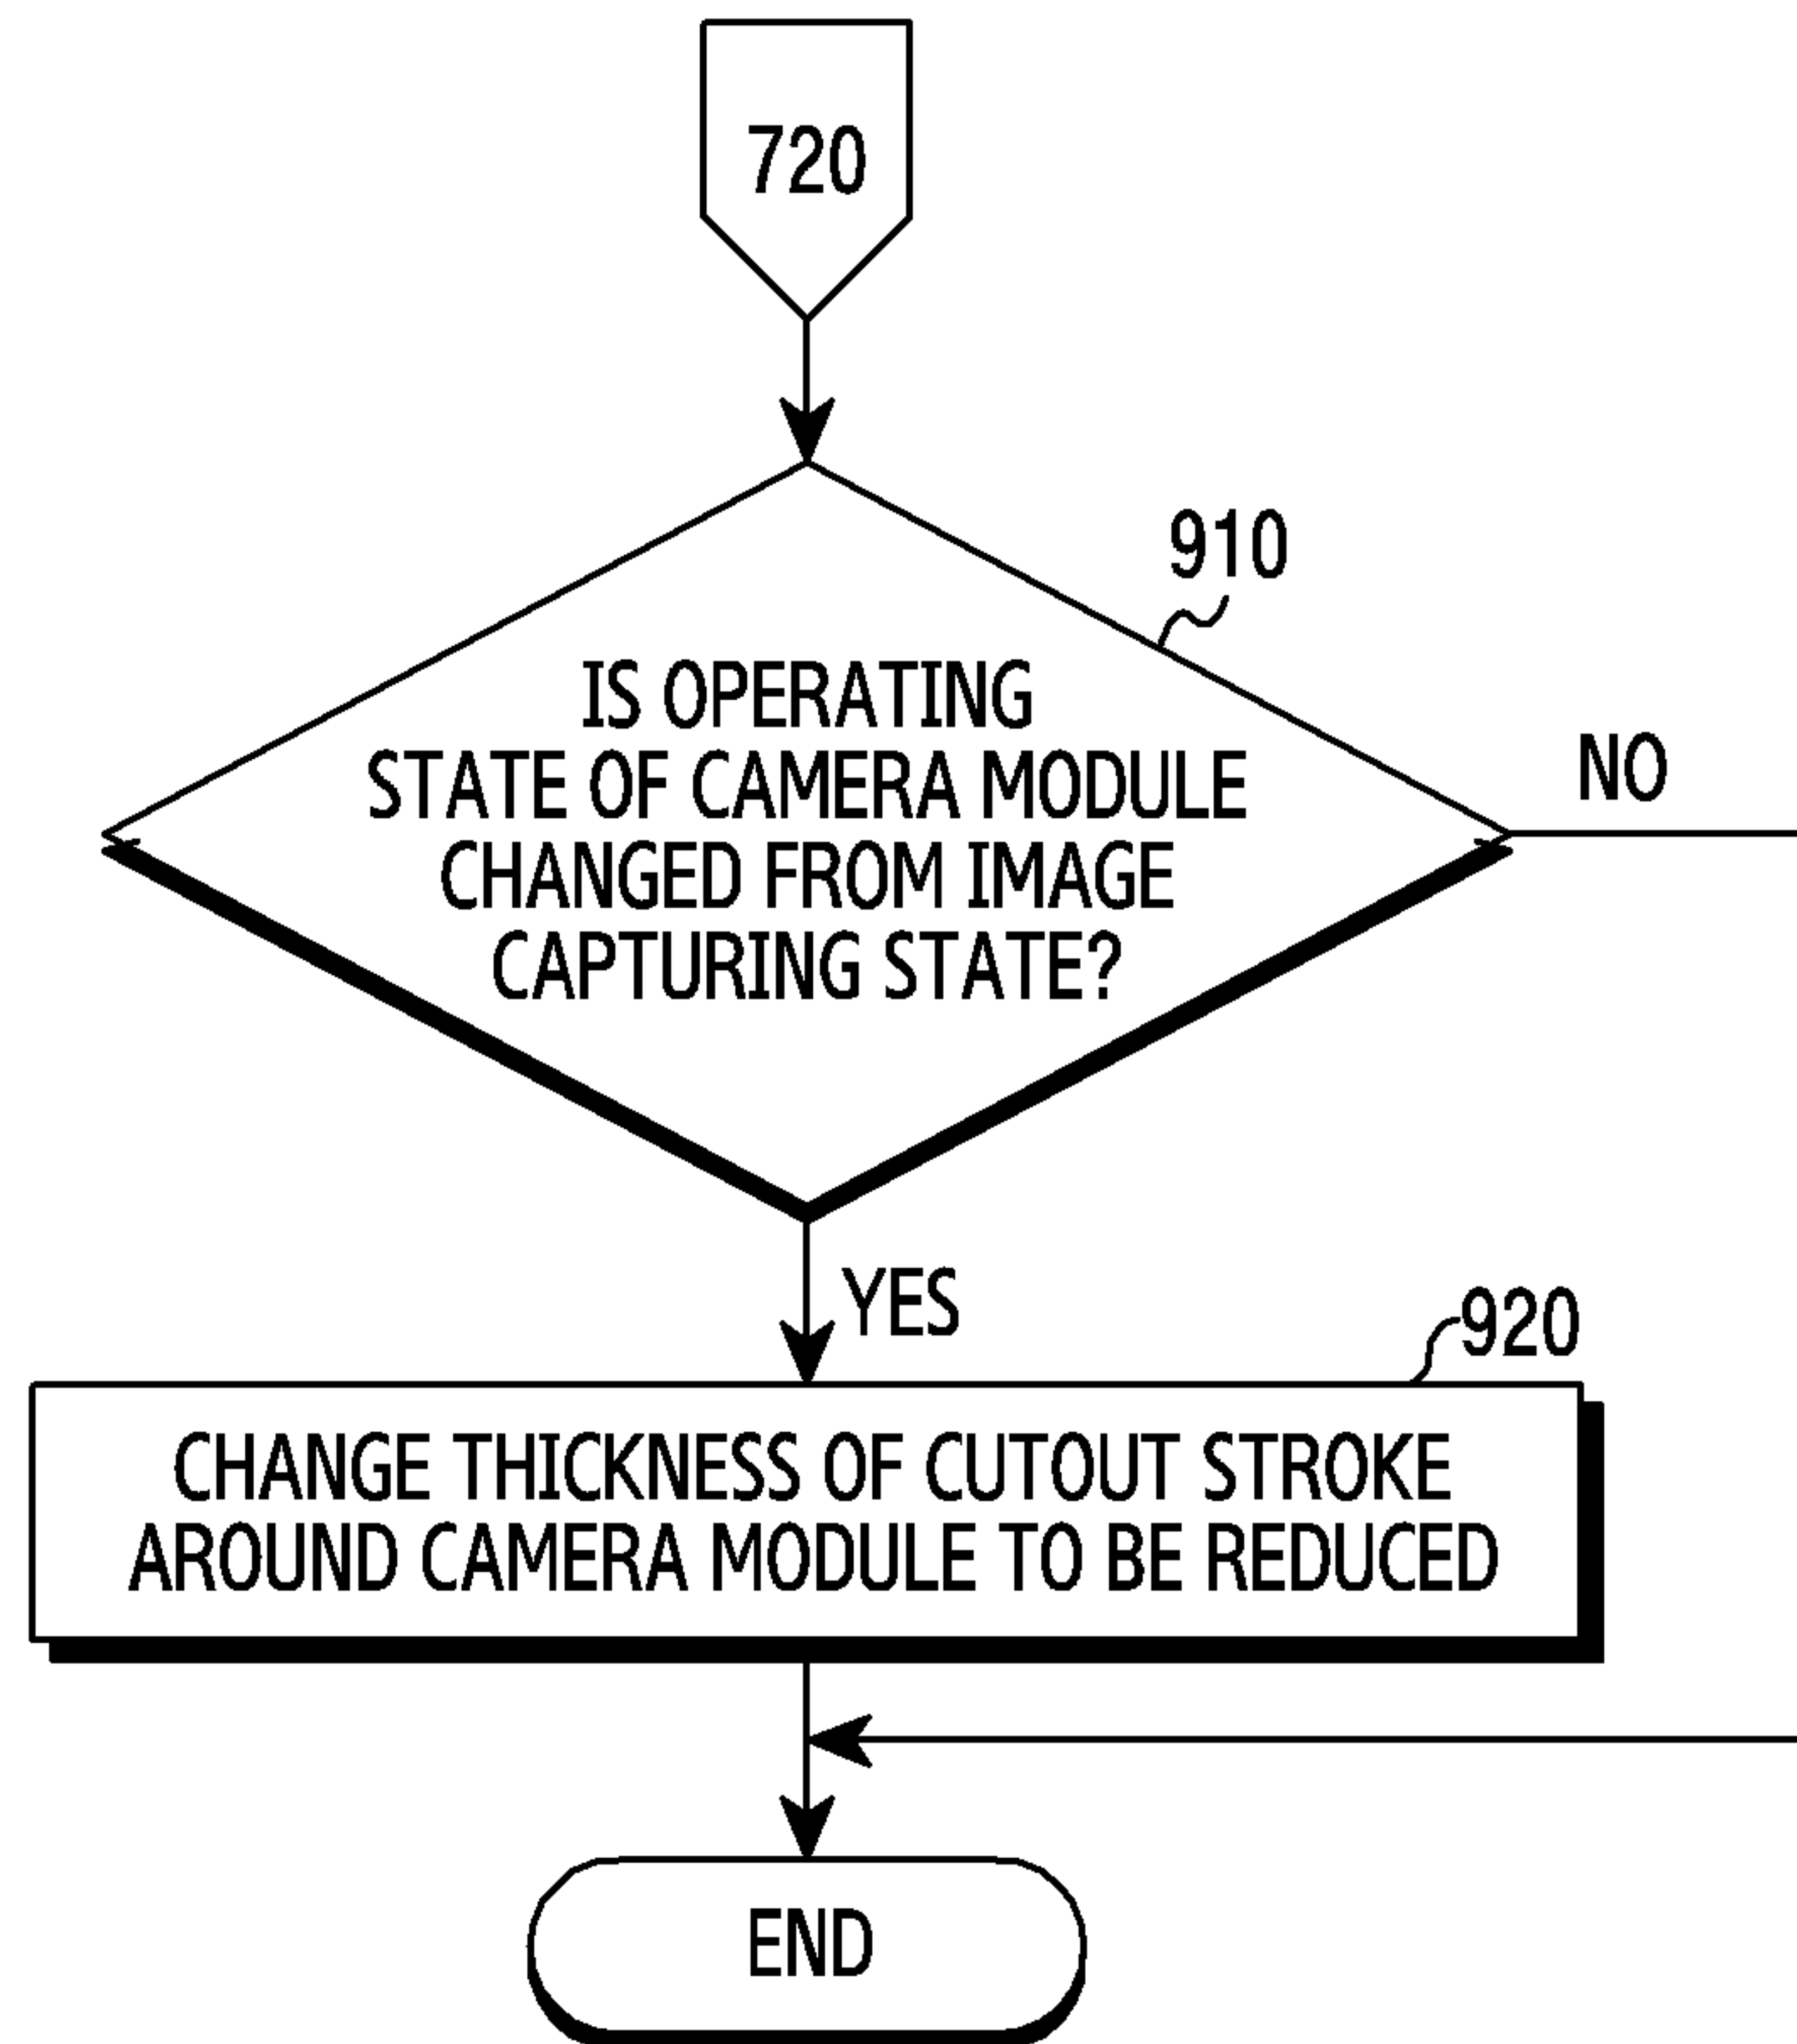 720
910
IS OPERATING
STATE OF CAMERA MODULE
CHANGED FROM IMAGE
CAPTURING STATE?
NO
YES
920
CHANGE THICKNESS OF CUTOUT STROKE
AROUND CAMERA MODULE TO BE REDUCED
END